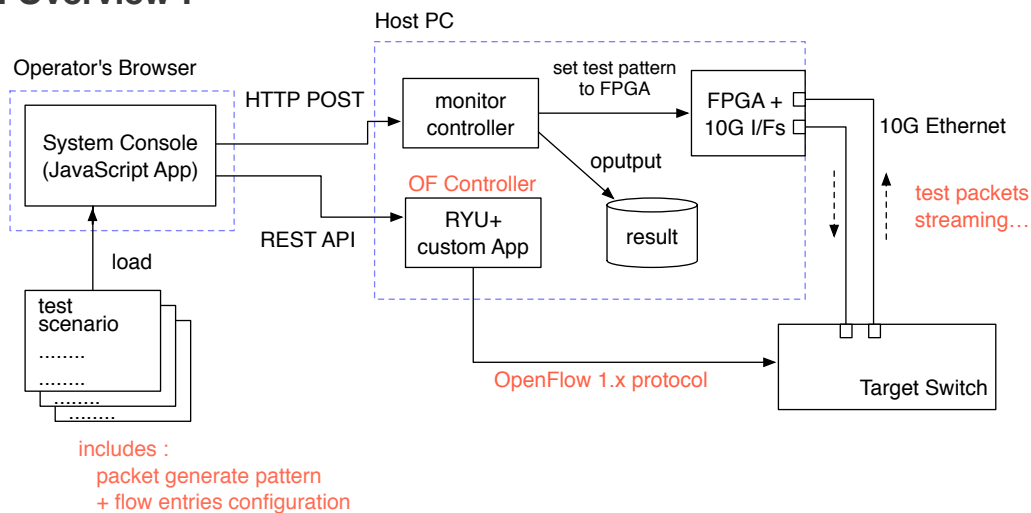 Host PC
Operator's Browser
HTTP POST
System Console
(JavaScript App)
monitor
controller
set test pattern
to FPGA
FPGA +
10G I/Fs
10G Ethernet
oputput
OF Controller
RYU+
custom App
result
test packets
streaming...
REST API
load
test
scenario
........
........
........
........
OpenFlow 1.x protocol
Target Switch
includes :
packet generate pattern
+ flow entries configuration